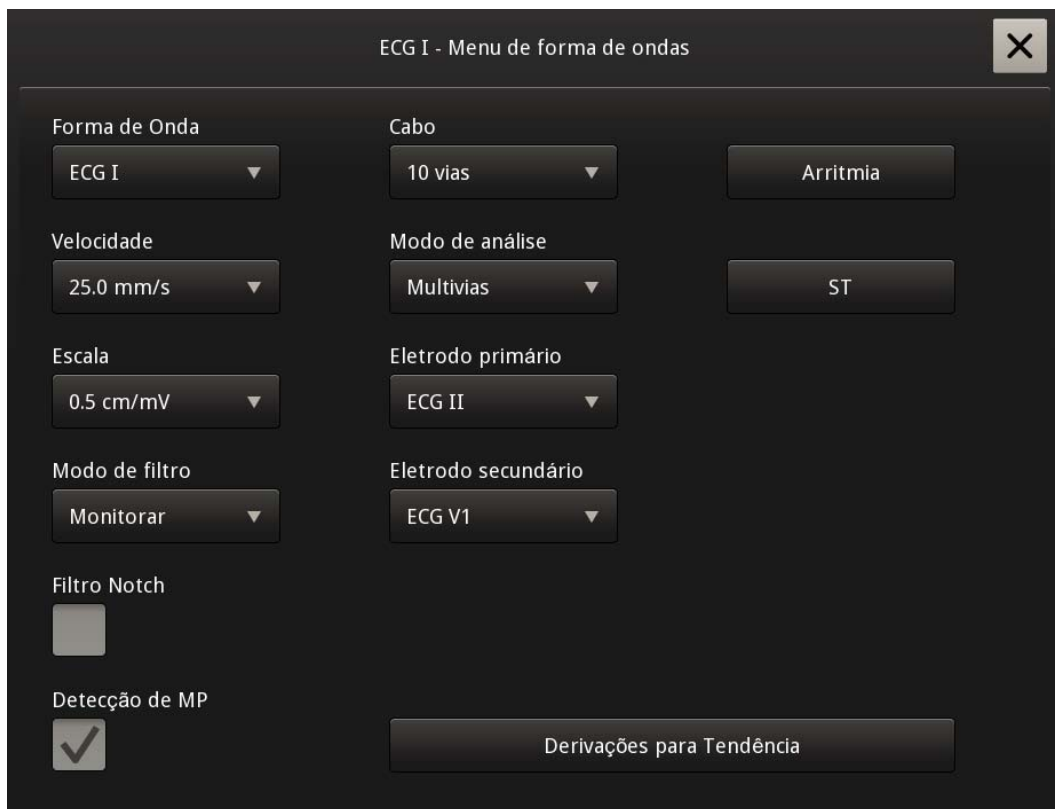 ECG I - Menu de forma de ondas
Forma de Onda
Cabo
ECG I
10 vias
Arritmia
Velocidade
Modo de análise
25.0 mm/s
Multivias
ST
Escala
Eletrodo primário
0.5 cm/mV
ECG II
Modo de filtro
Eletrodo secundário
Monitorar
ECG V1
Filtro Notch
Detecção de MP
Derivações para Tendência